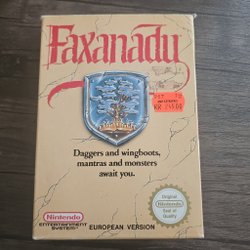 Faxanadu
Daggers and wingboots,
mantras and monsters
await you.
Original
Nintendo
Seal of
Quality
Nintendo
ENTERTAINMENT
SYSTEM
EUROPEAN VERSION